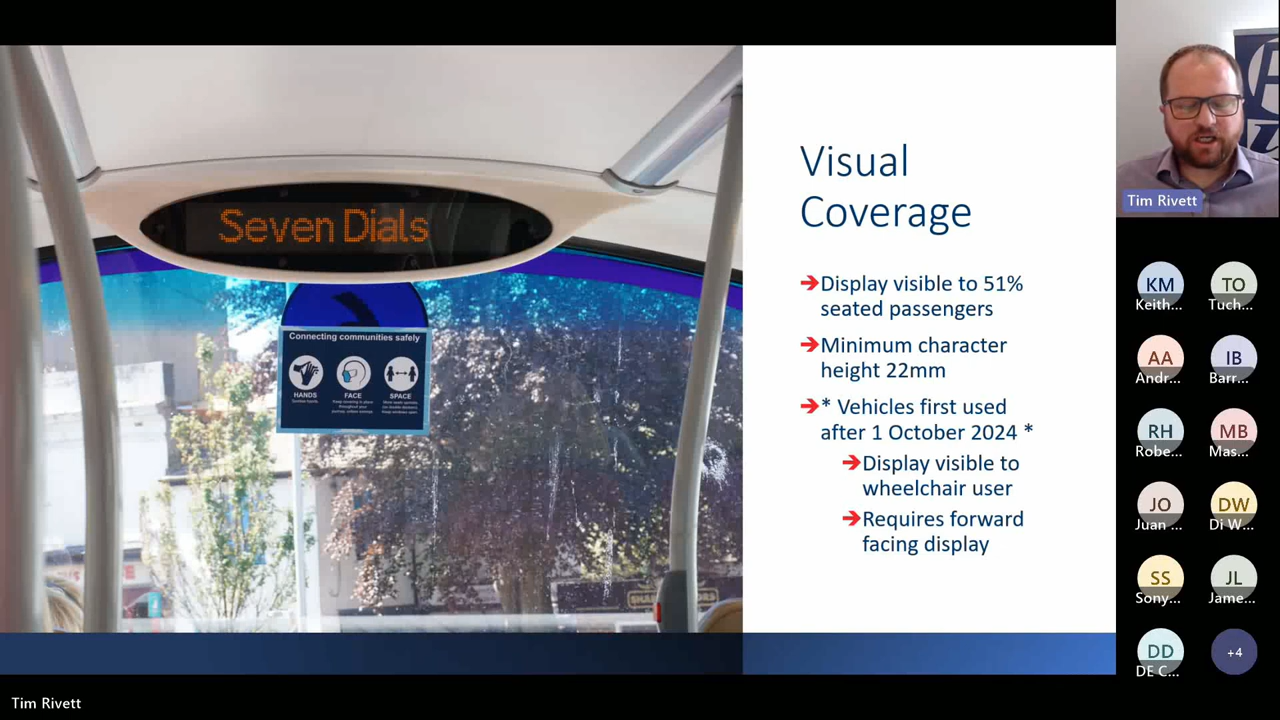 Seven Dials
Connecting communities safely
HANDS
FACE
SPACE
Visual
Coverage
➔Display visible to 51%
seated passengers
➔Minimum character
height 22mm
➔* Vehicles first used
after 1 October 2024 *
➔Display visible to
wheelchair user
➔Requires forward
facing display
Tim Rivett
KM
TO
Keith...
Tuch...
AA
IB
Andr...
Barr...
RH
MB
Robe...
Mas...
JO
DW
Juan ...
Di W...
SS
JL
Sony...
Jame...
DD
+4
DE C...
Tim Rivett